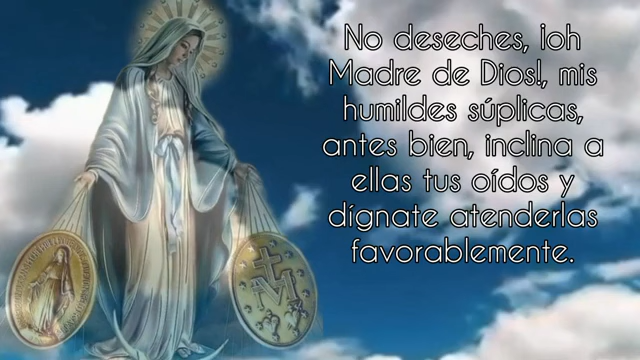 No deseches, ¡oh
Madre de Dios!, mis
humildes súplicas,
antes bien, inclina a
ellas tus oídos y
dígnate atenderlas
favorablemente.